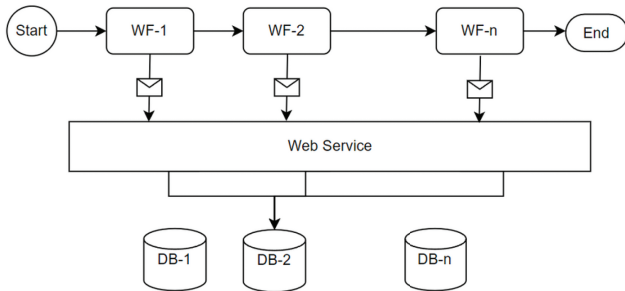 Start
WF-1
WF-2
WF-n
End
Web Service
DB-1
DB-2
DB-n